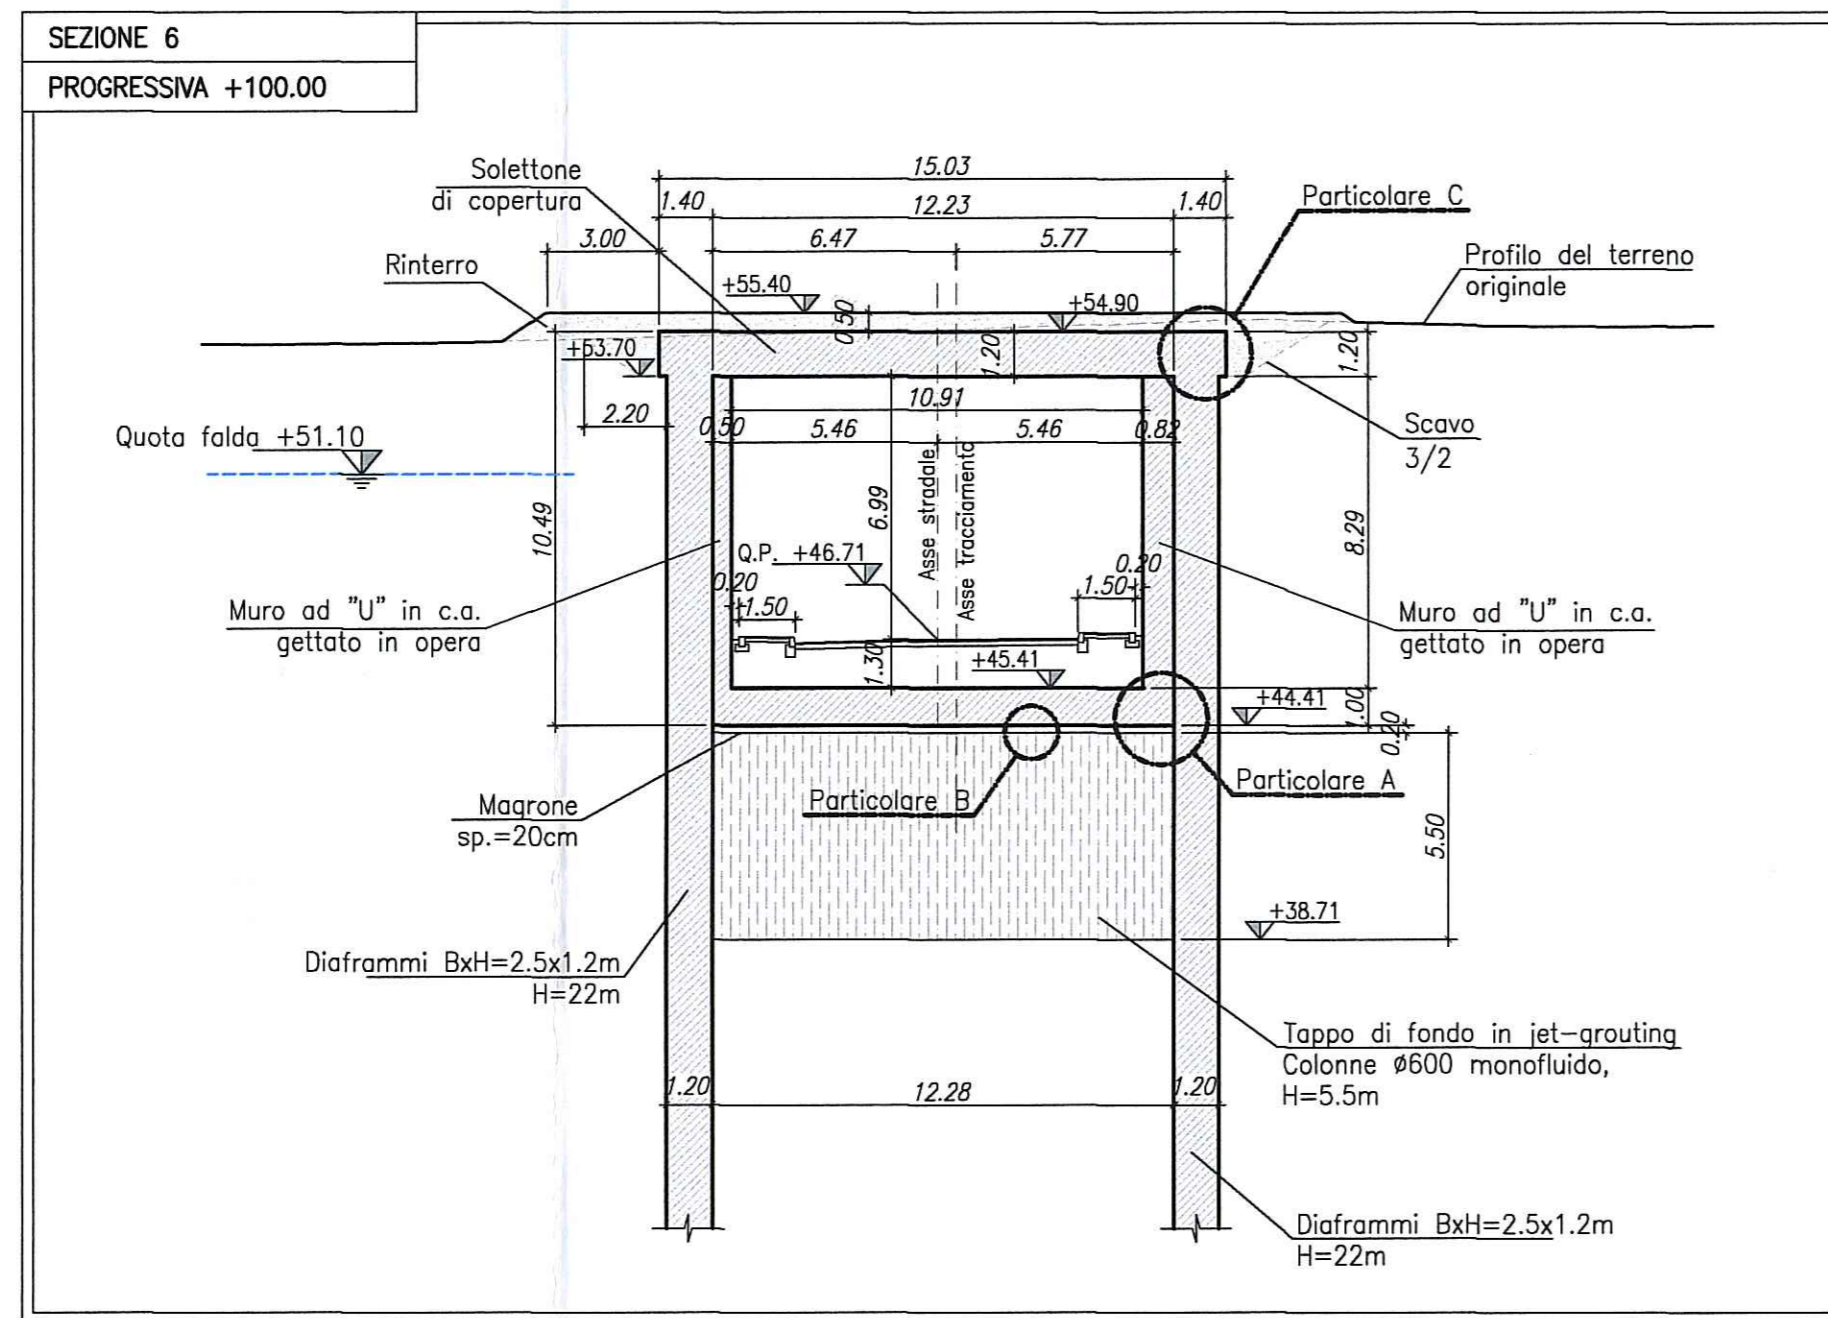 SEZIONE 6
PROGRESSIVA +100.00
15.03
1.40
12.23
1.40
3.00
6.47
5.77
Solettone
di copertura
Rinterro
Particolare C
Profilo del terreno
originale
+55.40
0.50
+54.90
+53.70
1.20
1.20
10.91
2.20
0.50
5.46
5.46
0.82
Quota falda +51.10
Scavo
3/2
10.49
6.99
Asse stradale
Asse tracciamento
8.29
Q.P. +46.71
0.20
1.50
0.20
1.50
Muro ad "U" in c.a.
gettato in opera
Muro ad "U" in c.a.
gettato in opera
1.30
+45.41
+44.41
1.00
0.20
Magrone
sp.=20cm
Particolare B
Particolare A
5.50
+38.71
Diaframmi BxH=2.5x1.2m
H=22m
Tappo di fondo in jet-grouting
Colonne ø600 monofluido,
H=5.5m
1.20
12.28
1.20
Diaframmi BxH=2.5x1.2m
H=22m